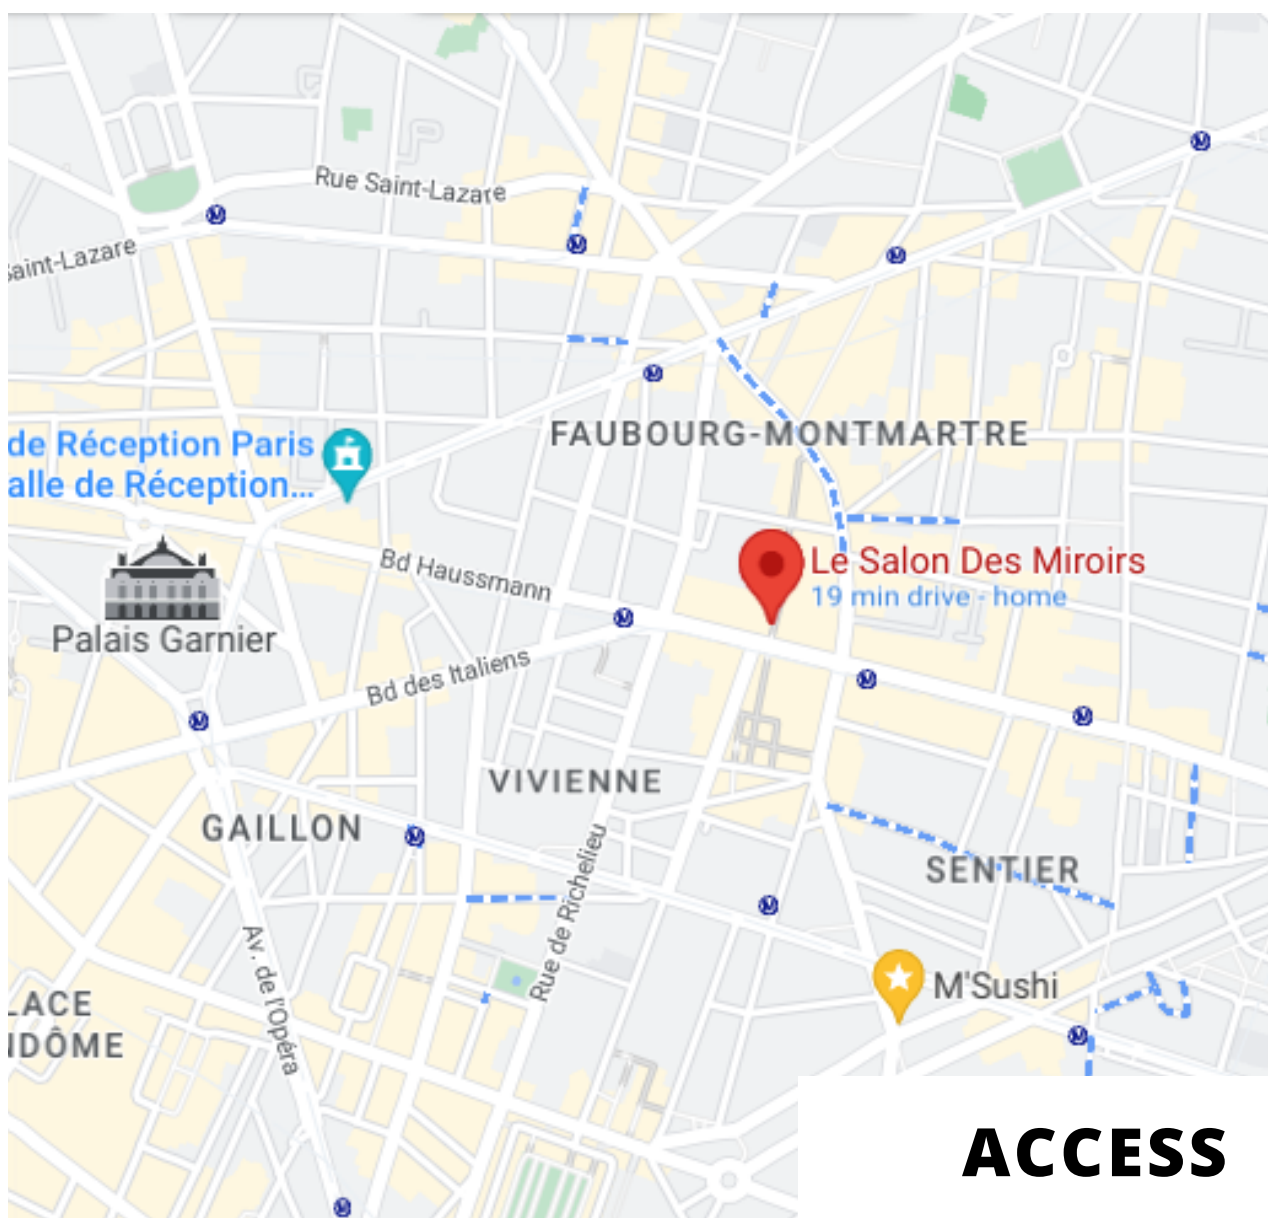 Rue Saint-Lazare
Saint-Lazare
FAUBOURG-MONTMARTRE
de Réception Paris
alle de Réception...
Bd Haussmann
Le Salon Des Miroirs
19 min drive - home
Palais Garnier
Bd des Italiens
VIVIENNE
GAILLON
Rue de Richelieu
SENTIER
Av. de l'Opéra
M'Sushi
LACE
NDÔME
ACCESS